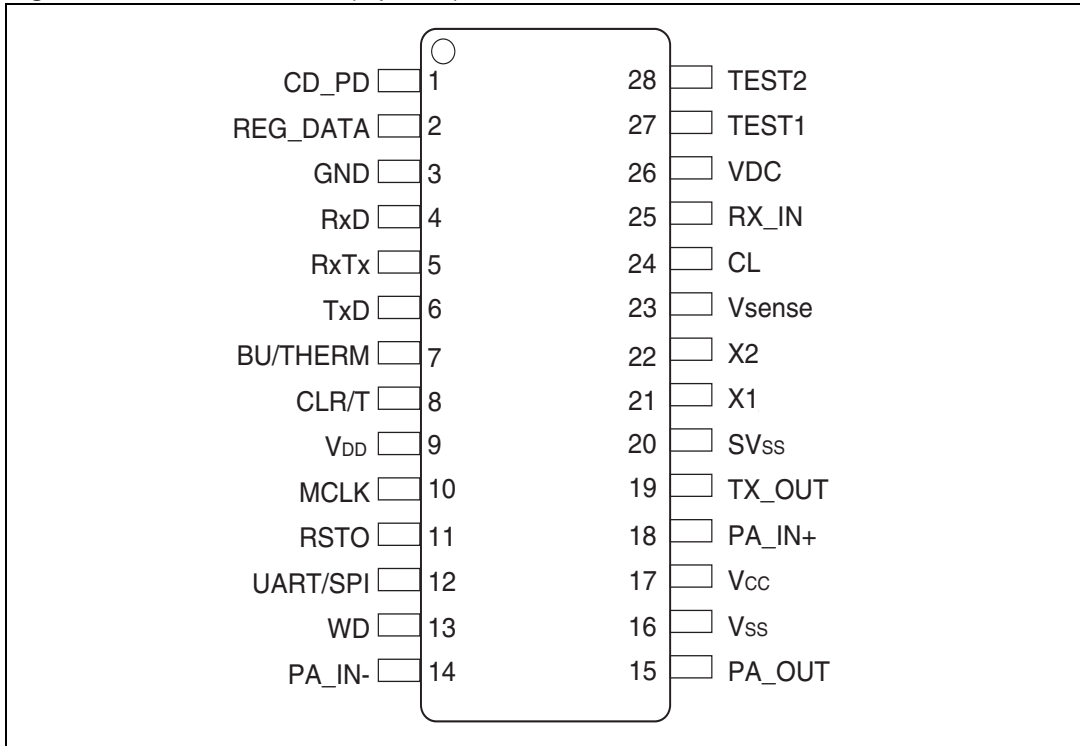 CD_PD 1 28 TEST2
REG_DATA 2 27 TEST1
GND 3 26 VDC
RxD 4 25 RX_IN
RxTx 5 24 CL
TxD 6 23 Vsense
BU/THERM 7 22 X2
CLR/T 8 21 X1
VDD 9 20 SVss
MCLK 10 19 TX_OUT
RSTO 11 18 PA_IN+
UART/SPI 12 17 Vcc
WD 13 16 Vss
PA_IN- 14 15 PA_OUT